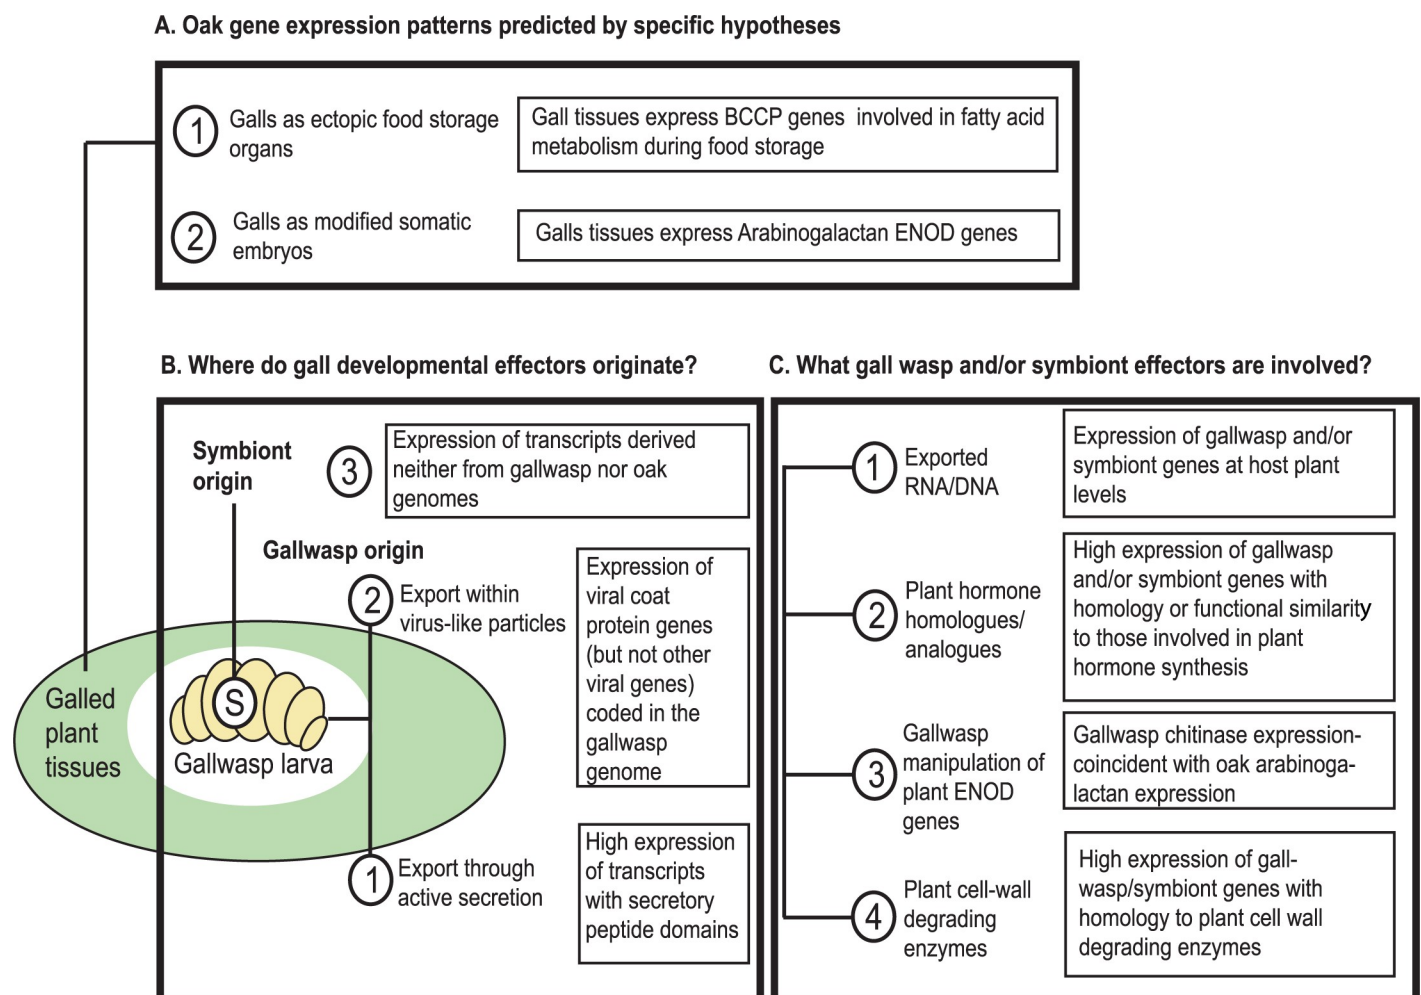 A. Oak gene expression patterns predicted by specific hypotheses
1
Galls as ectopic food storage
organs
Gall tissues express BCCP genes involved in fatty acid
metabolism during food storage
2
Galls as modified somatic
embryos
Galls tissues express Arabinogalactan ENOD genes
B. Where do gall developmental effectors originate?
Symbiont
origin
3
Expression of transcripts derived
neither from gallwasp nor oak
genomes
Gallwasp origin
2
Export within
virus-like particles
Expression of
viral coat
protein genes
(but not other
viral genes)
coded in the
gallwasp
genome
Galled
plant
tissues
S
Gallwasp larva
1
Export through
active secretion
High expression
of transcripts
with secretory
peptide domains
C. What gall wasp and/or symbiont effectors are involved?
1
Exported
RNA/DNA
Expression of gallwasp and/or
symbiont genes at host plant
levels
2
Plant hormone
homologues/
analogues
High expression of gallwasp
and/or symbiont genes with
homology or functional similarity
to those involved in plant
hormone synthesis
3
Gallwasp
manipulation of
plant ENOD
genes
Gallwasp chitinase expression-
coincident with oak arabinoga-
lactan expression
4
Plant cell-wall
degrading
enzymes
High expression of gall-
wasp/symbiont genes with
homology to plant cell wall
degrading enzymes